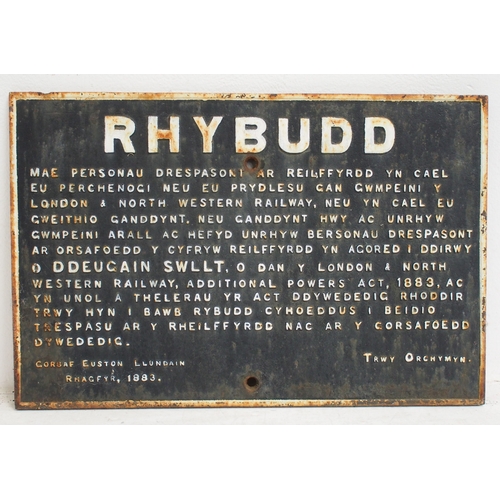 RHYBUDD
MAE PERSONAU DRESPASONT AR REILFFYRDD YN CAEL
EU PERCHENOGI NEU EU PRYDLESU GAN GWMPEINI Y
LONDON & NORTH WESTERN RAILWAY, NEU YN CAEL EU
GWEITHIO GANDDYNT, NEU GANDDYNT HWY AC UNRHYW
GWMPEINI ARALL AC HEFYD UNRHYW BERSONAU DRESPASONT
AR ORSAFOEDD Y CYFRYW REILFFYRDD YN AGORED I DDIRWY
O DDEUGAIN SWLLT, O DAN Y LONDON & NORTH
WESTERN RAILWAY, ADDITIONAL POWERS ACT, 1883, AC
YN UNOL A THELERAU YR ACT DDYWEDEDIG RHODDIR
TRWY HYN I BAWB RYBUDD CYHOEDDUS I BEIDIO
TRESPASU AR Y RHEILFFYRDD NAC AR Y GORSAFOEDD
DYWEDEDIG.
GORSAF EUSTON LLUNDAIN
TRWY ORCHYMYN.
RHAGFYR, 1883.